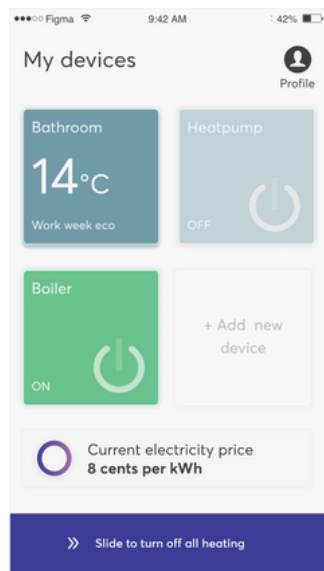 Figma 9:42 AM 42%
My devices
Profile
Bathroom
14°C
Work week eco
Heatpump
OFF
Boiler
ON
+ Add new
device
Current electricity price
8 cents per kWh
Slide to turn off all heating